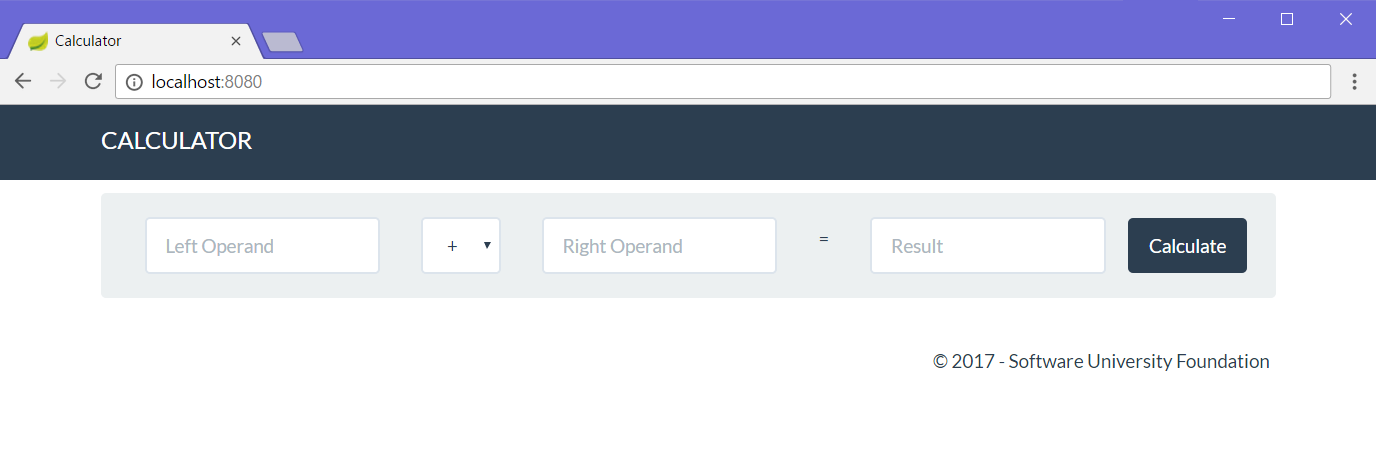 Calculator
localhost:8080
CALCULATOR
Left Operand + Right Operand = Result Calculate
© 2017 - Software University Foundation